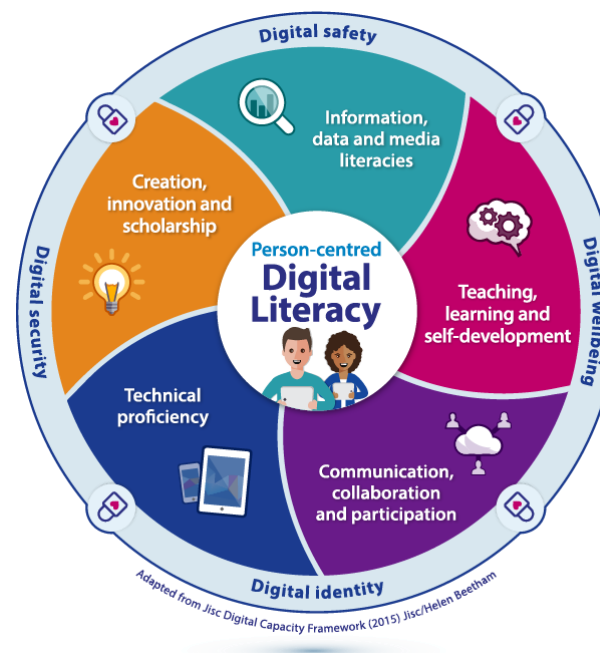 Digital safety
Information,
data and media
literacies
Creation,
innovation and
scholarship
Person-centred
Digital
Literacy
Teaching,
learning and
self-development
Digital security
Digital wellbeing
Technical
proficiency
Communication,
collaboration
and participation
Digital identity
Adapted from Jisc Digital Capacity Framework (2015) Jisc/Helen Beetham